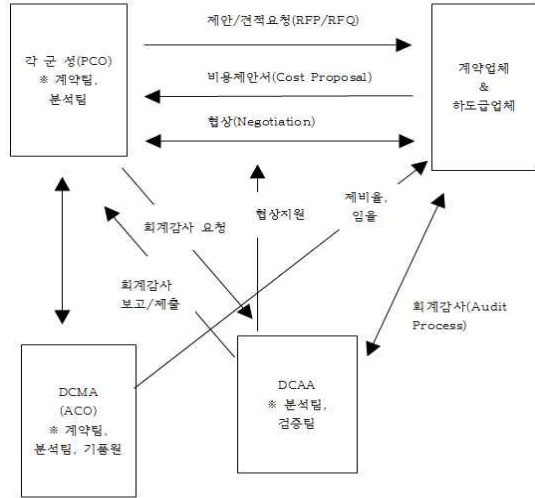 제안/견적요청(RFP/RFQ)
각 군 성(PCO)
※ 계약팀,
분석팀
계약업체
&
하도급업체
비용제안서(Cost Proposal)
협상(Negotiation)
제비율,
임율
협상지원
회계감사 요청
회계감사
보고/제출
회계감사(Audit
Process)
DCMA
(ACO)
※ 계약팀,
분석팀, 기품원
DCAA
※ 분석팀,
검증팀